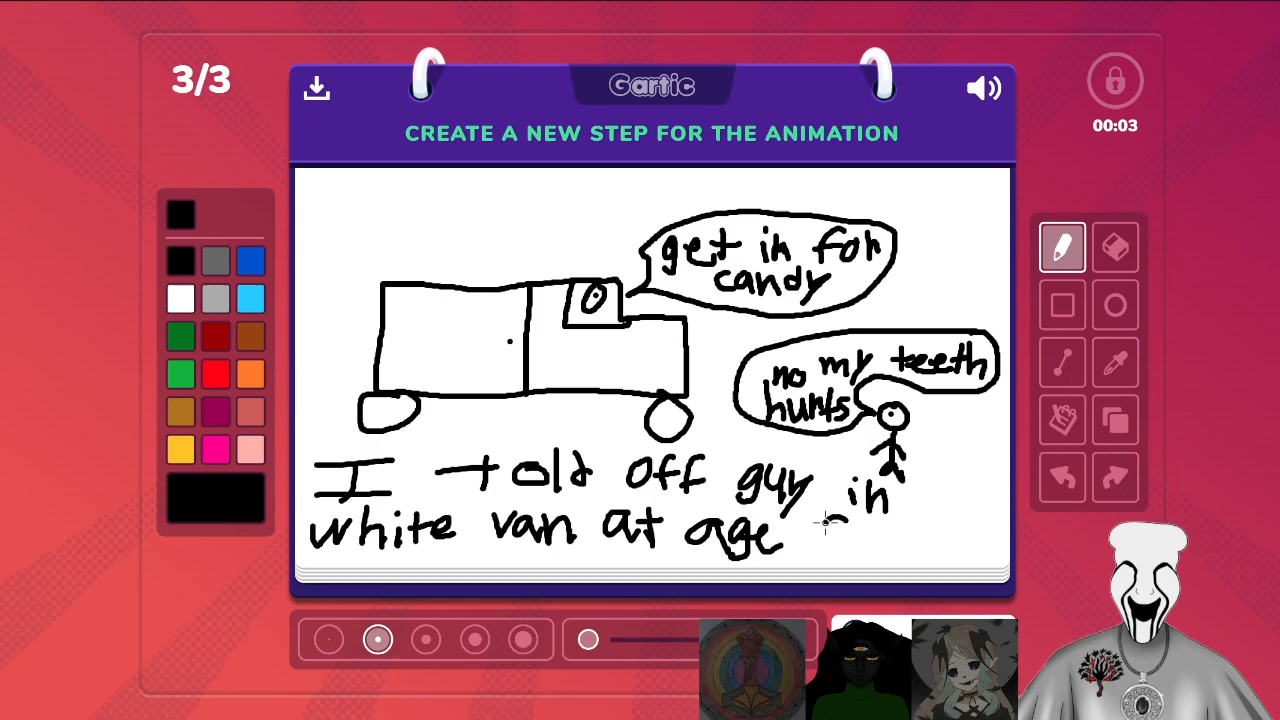 3/3
Gartic
CREATE A NEW STEP FOR THE ANIMATION
00:03
get in for
candy
no my teeth
hurts
I told off guy in
white van at age